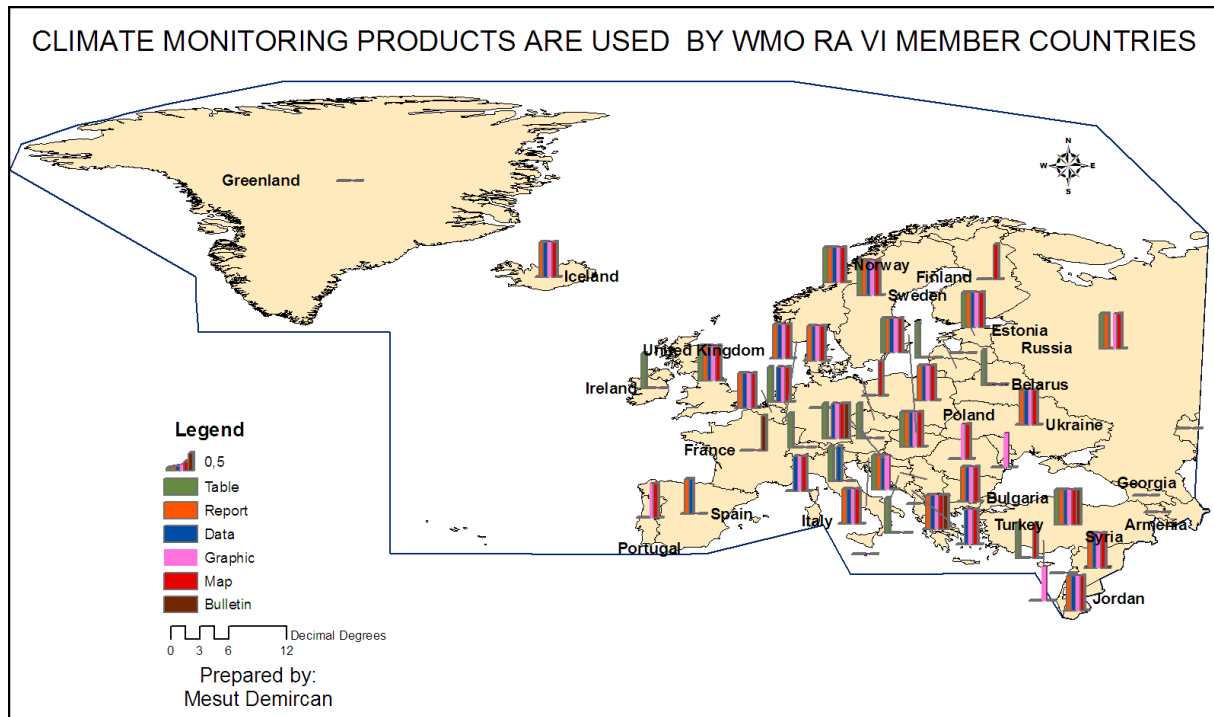 CLIMATE MONITORING PRODUCTS ARE USED BY WMO RA VI MEMBER COUNTRIES
N
W E
S
Greenland
Iceland
Norway
Finland
Sweden
Estonia
Russia
United Kingdom
Ireland
Belarus
Poland
Ukraine
France
Georgia
Bulgaria
Spain
Italy
Turkey
Armenia
Syria
Portugal
Jordan
Legend
0,5
Table
Report
Data
Graphic
Map
Bulletin
Decimal Degrees
0 3 6 12
Prepared by:
Mesut Demircan